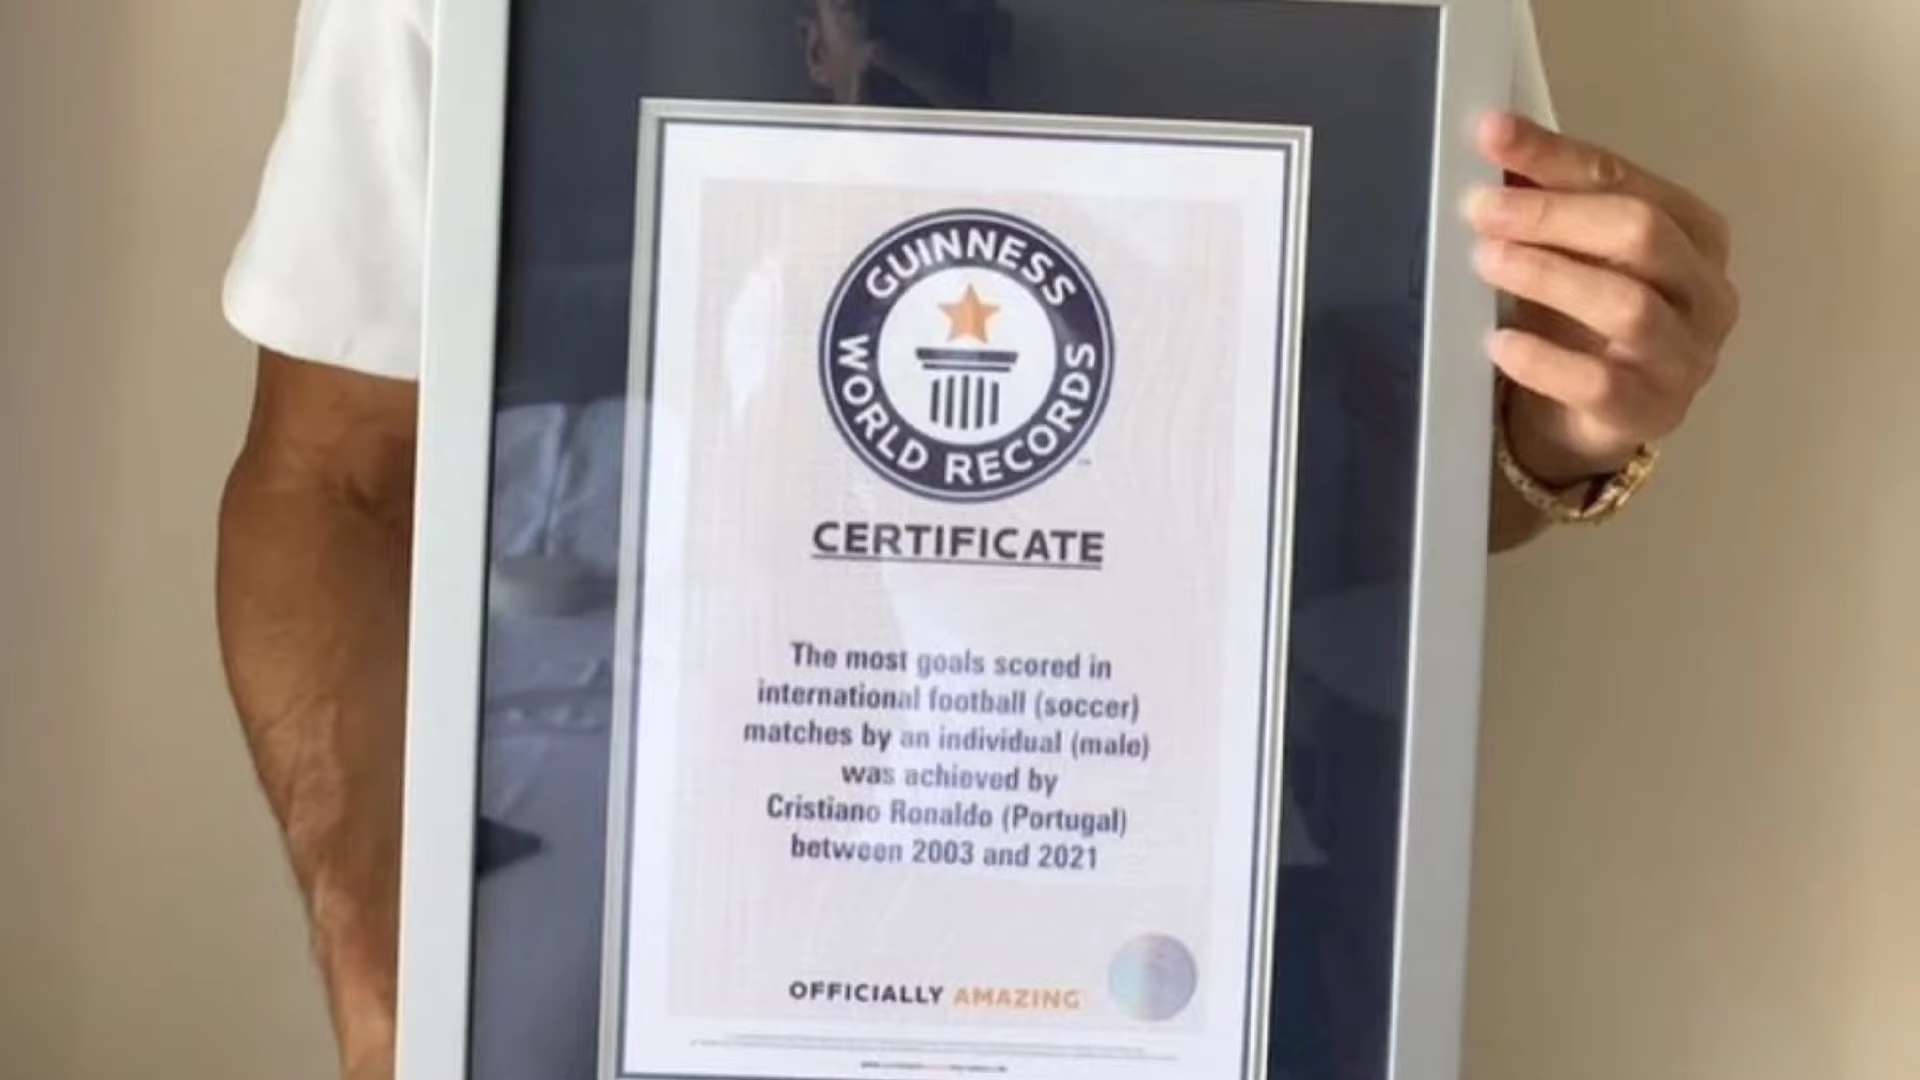 GUINNESS
WORLD RECORDS
CERTIFICATE
The most goals scored in
international football (soccer)
matches by an individual (male)
was achieved by
Cristiano Ronaldo (Portugal)
between 2003 and 2021
OFFICIALLY AMAZING